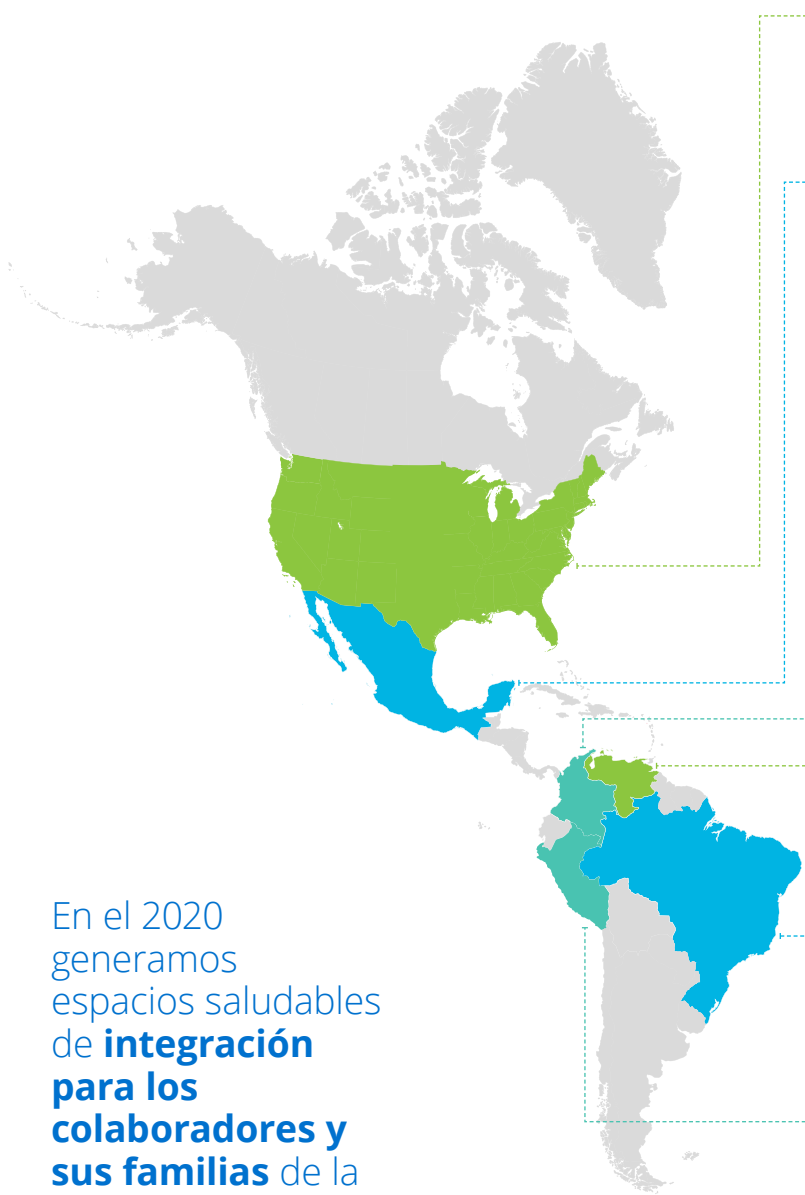 En el 2020
generamos
espacios saludables
de integración
para los
colaboradores y
sus familias de la